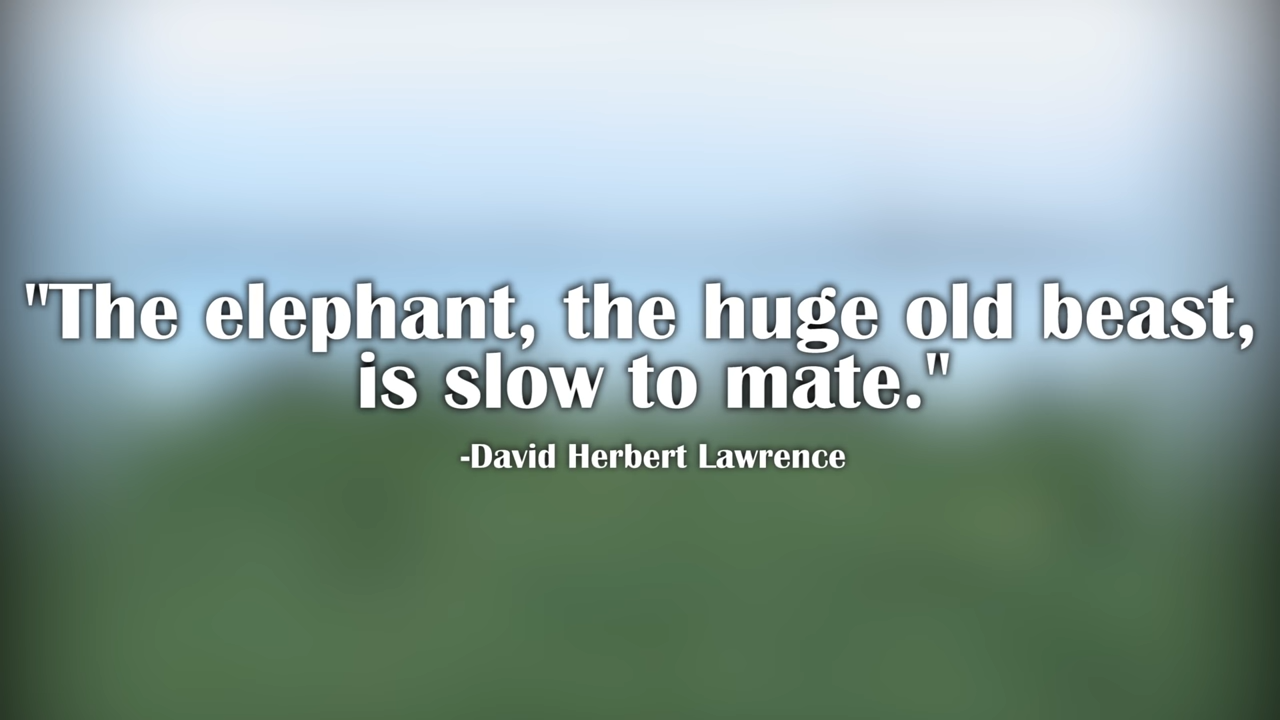 "The elephant, the huge old beast,
is slow to mate."
-David Herbert Lawrence